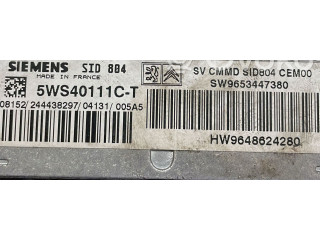 SIEMENS SID 804
MADE IN FRANCE
5WS40111C-T
08152/244438297/04131/005A5
SV CMMD SID804 CEM00
SW9653447380
HW9648624280